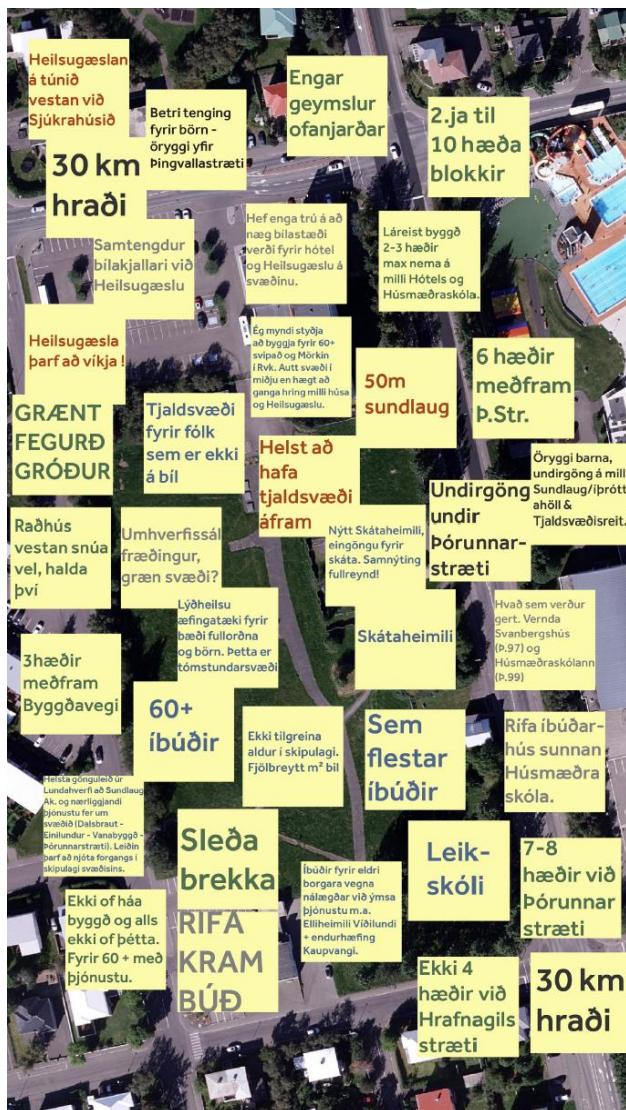 Heilsugæslan
á túnið
vestan við
Sjúkrahúsið
Betri tenging
fyrir börn -
öryggi yfir
Þingvallastræti
Engar
geymslur
ofanjarðar
2.ja til
10 hæða
blokkir
30 km
hraði
Samtengdur
bílakjallari við
Heilsugæslu
Hef enga trú á að
næg bílastæði
verði fyrir hótel
og Heilsugæslu á
svæðinu.
Láreist byggð
2-3 hæðir
max nema á
milli Hótels og
Húsmæðraskóla.
Heilsugæsla
þarf að víkja !
Ég myndi styðja
að byggja fyrir 60+
svipað og Mörkin
í Rvk. Autt svæði í
miðju en hægt að
ganga hring milli húsa
og Heilsugæslu.
50m
sundlaug
6 hæðir
meðfram
Þ.Str.
GRÆNT
FEGURÐ
GRÓÐUR
Tjaldsvæði
fyrir fólk
sem er ekki
á bíl
Helst að
hafa
tjaldsvæði
áfram
Undirgöng
undir
Þórunnar-
stræti
Öryggi barna,
undirgöng á mill
Sundlaug/íþrótt
ahöll &
Tjaldsvæðisreit.
Raðhús
vestan snúa
vel, halda
því
Umhverfissál
fræðingur,
græn svæði?
Nýtt Skátaheimili,
eingöngu fyrir
skáta. Samnýting
fullreynd!
Lýðheilsu
æfingatæki fyrir
bæði fullorðna
og börn. Þetta er
tómstundarsvæði
Skátaheimili
Hvað sem verður
gert. Vernda
Svanbergshús
(Þ.97) og
Húsmæðraskólann
(Þ.99)
3hæðir
meðfram
Byggðavegi
60+
íbúðir
Ekki tilgreina
aldur í skipulagi.
Fjölbreytt m² bil
Sem
flestar
íbúðir
Rífa íbúðar-
hús sunnan
Húsmæðra
skóla.
Helsta gönguleið úr
Lundahverfi að Sundlaug
Ak. og nærliggjandi
þjónustu fer um
svæðið (Dalsbraut -
Einilundur - Vanabyggð -
Þórunnarstræti). Leiðin
þarf að njóta forgangs í
skipulagi svæðisins.
Sleða
brekka
Leik-
skóli
7-8
hæðir við
Þórunnar
stræti
Ekki of háa
byggð og alls
ekki of þétta.
Fyrir 60 + með
þjónustu.
RIFA
KRAM
BÚÐ
Íbúðir fyrir eldri
borgara vegna
nálægðar við ýmsa
þjónustu m.a.
Elliheimili Víðilundi
+ endurhæfing
Kaupvangi.
Ekki 4
hæðir við
Hrafnagils
stræti
30 km
hraði